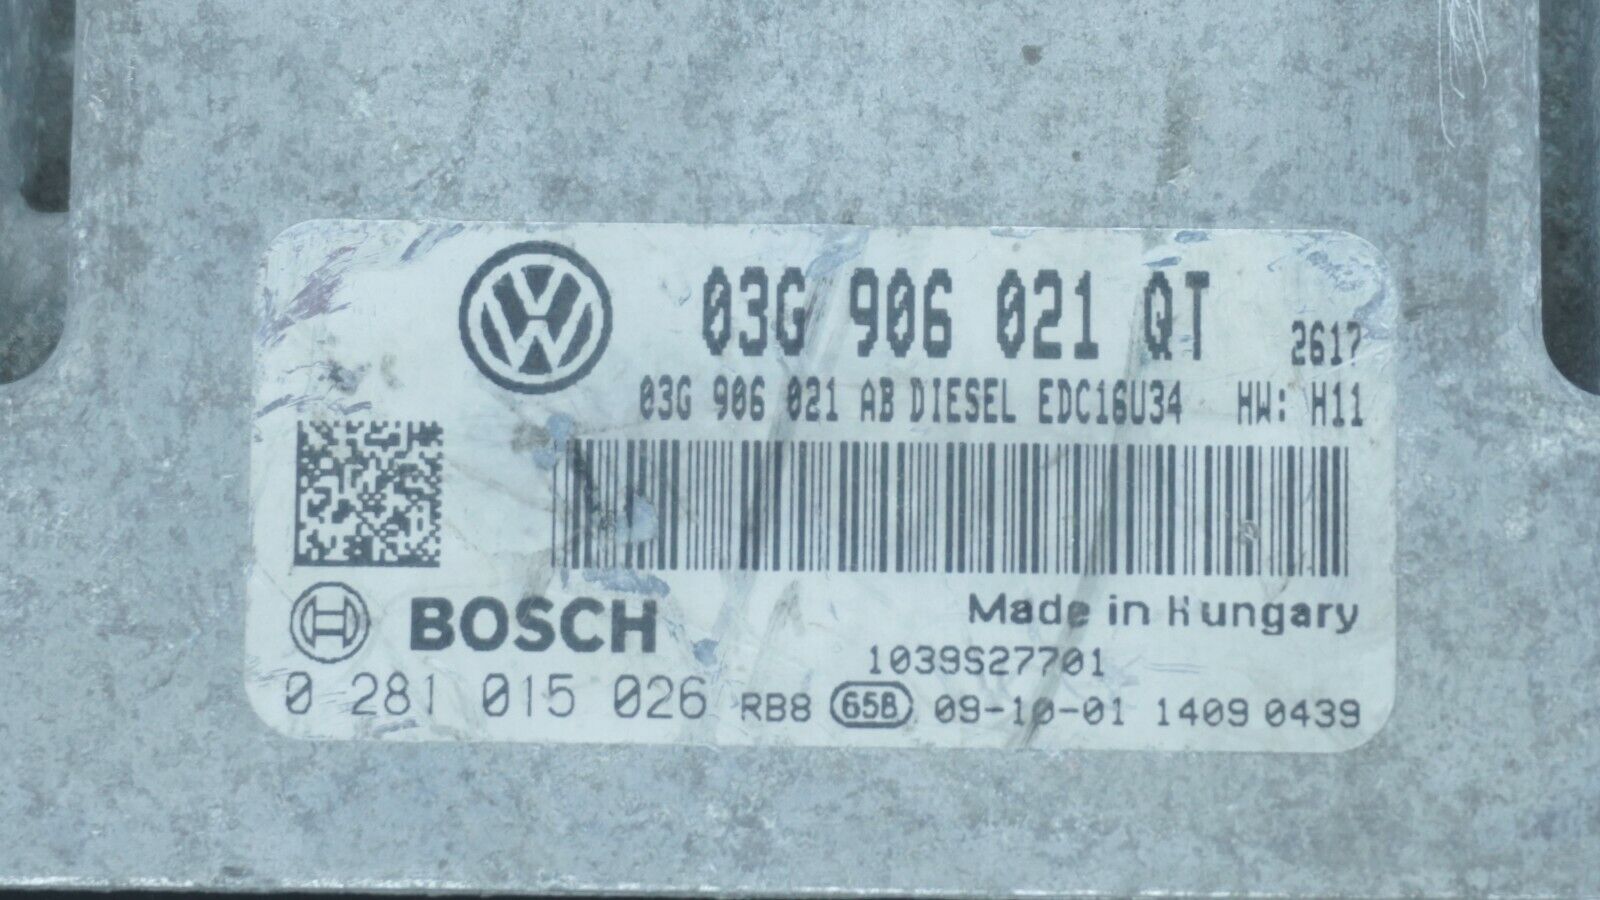 03G 906 021 QT 2617
03G 906 021 AB DIESEL EDC16U34 HW: H11
Made in Hungary
BOSCH
1039S27701
0 281 015 026 RB8 65B 09-10-01 1409 0439